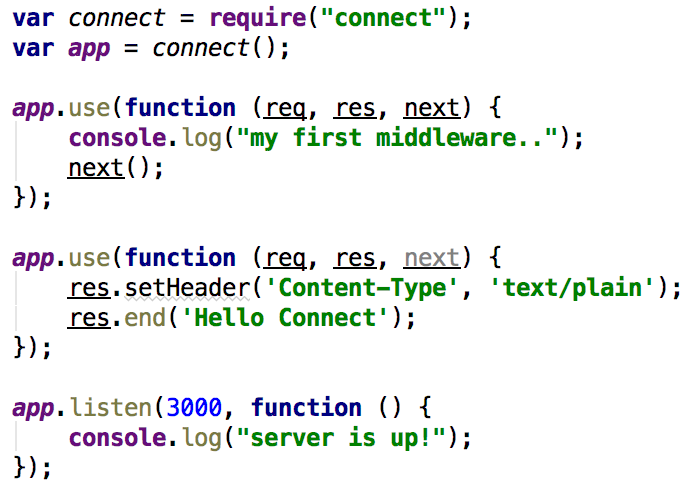 var connect = require("connect");
var app = connect();
app.use(function (req, res, next) {
console.log("my first middleware..");
next();
});
app.use(function (req, res, next) {
res.setHeader('Content-Type', 'text/plain');
res.end('Hello Connect');
});
app.listen(3000, function () {
console.log("server is up!");
});